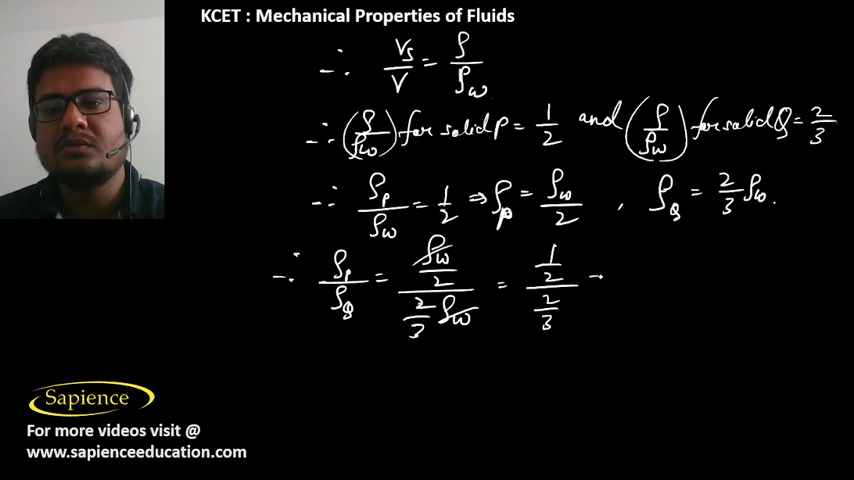 KCET : Mechanical Properties of Fluids
∴ Vs/V = ρ/ρw
∴ (ρ/ρw) for solid P = 1/2 and (ρ/ρw) for solid Q = 2/3
∴ ρP/ρw = 1/2 ⇒ ρP = ρw/2 , ρQ = 2/3 ρw.
∴ ρP/ρQ = (ρw/2)/(2/3 ρw) = (1/2)/(2/3) -
Sapience
For more videos visit @
www.sapienceeducation.com